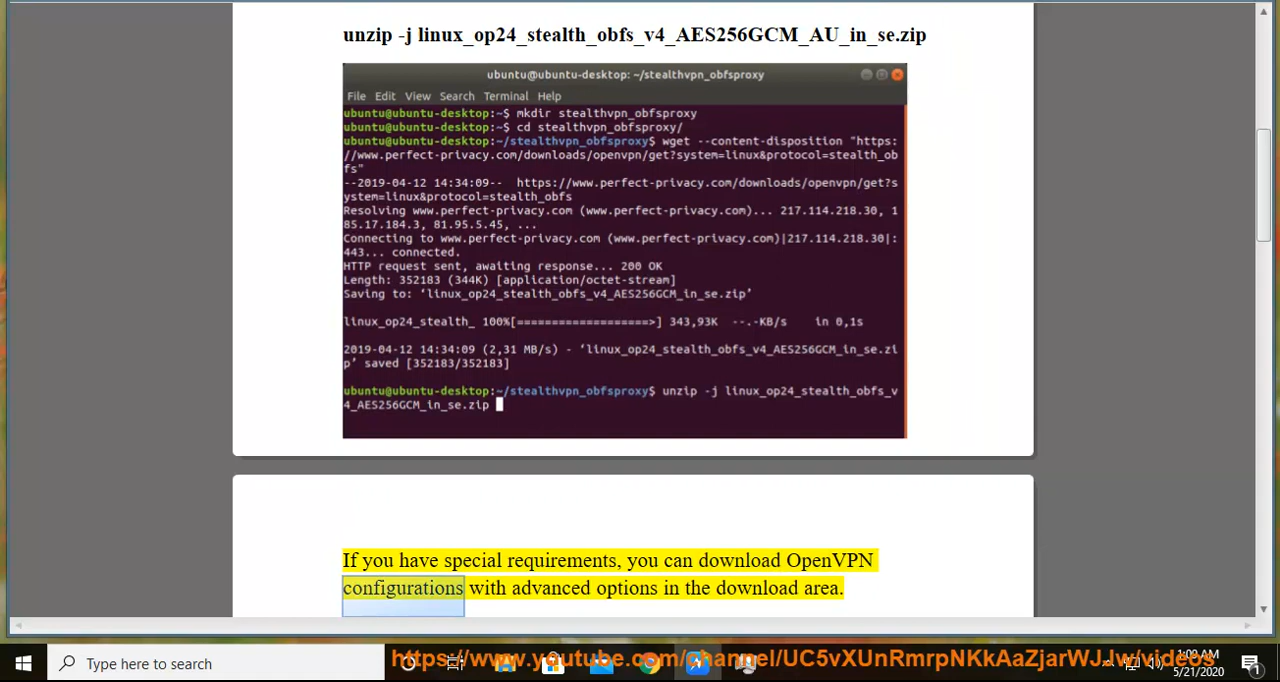 unzip -j linux_op24_stealth_obfs_v4_AES256GCM_AU_in_se.zip
ubuntu@ubuntu-desktop: ~/stealthvpn_obfsproxy
File Edit View Search Terminal Help
ubuntu@ubuntu-desktop:~$ mkdir stealthvpn_obfsproxy
ubuntu@ubuntu-desktop:~$ cd stealthvpn_obfsproxy/
ubuntu@ubuntu-desktop:~/stealthvpn_obfsproxy$ wget --content-disposition "https:
//www.perfect-privacy.com/downloads/openvpn/get?system=linux&protocol=stealth_ob
fs"
--2019-04-12 14:34:09-- https://www.perfect-privacy.com/downloads/openvpn/get?s
ystem=linux&protocol=stealth_obfs
Resolving www.perfect-privacy.com (www.perfect-privacy.com)... 217.114.218.30, 1
85.17.184.3, 81.95.5.45, ...
Connecting to www.perfect-privacy.com (www.perfect-privacy.com)|217.114.218.30|:
443... connected.
HTTP request sent, awaiting response... 200 OK
Length: 352183 (344K) [application/octet-stream]
Saving to: ‘linux_op24_stealth_obfs_v4_AES256GCM_in_se.zip’
linux_op24_stealth_ 100%[===================>] 343,93K --.-KB/s in 0,1s
2019-04-12 14:34:09 (2,31 MB/s) - ‘linux_op24_stealth_obfs_v4_AES256GCM_in_se.zi
p’ saved [352183/352183]
ubuntu@ubuntu-desktop:~/stealthvpn_obfsproxy$ unzip -j linux_op24_stealth_obfs_v
4_AES256GCM_in_se.zip
If you have special requirements, you can download OpenVPN
configurations with advanced options in the download area.
Type here to search
https://www.youtube.com/channel/UC5vXUnRmrpNKkAaZjarWJJw/videos
1:09 AM
5/21/2020
1